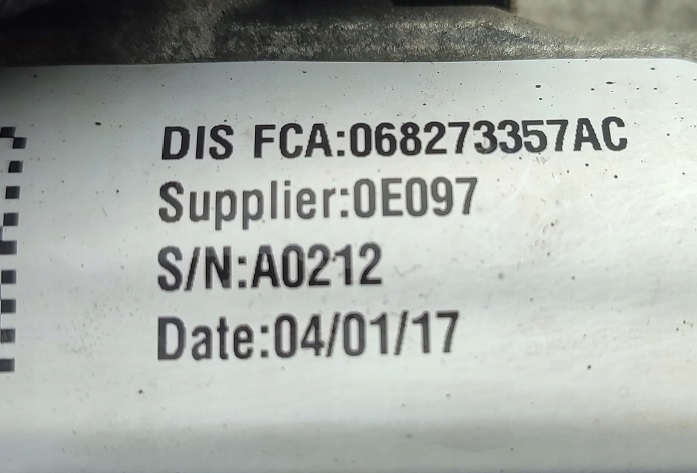 DIS FCA:068273357AC
Supplier:0E097
S/N:A0212
Date:04/01/17